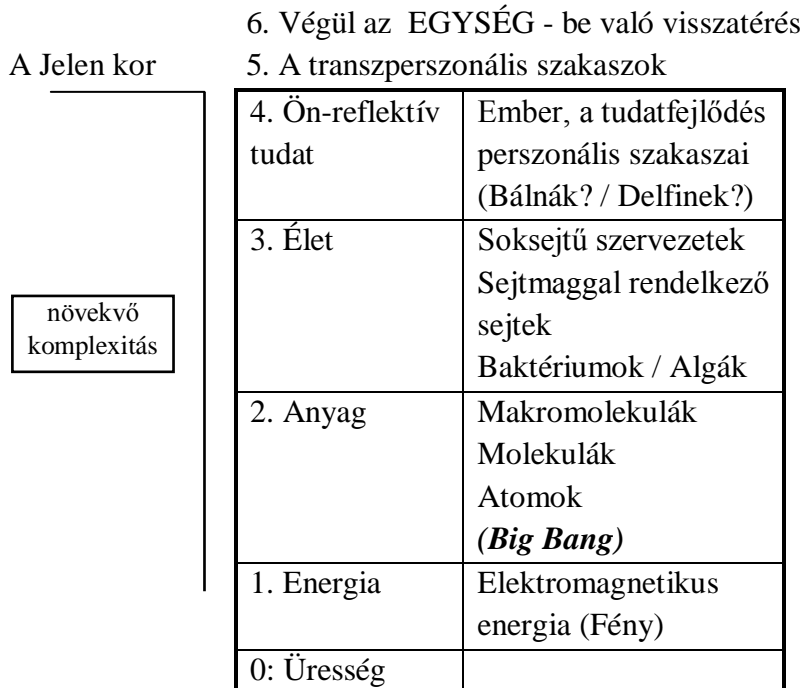 6. Végül az EGYSÉG - be való visszatérés
A Jelen kor
5. A transzperszonális szakaszok
4. Ön-reflektív
tudat
Ember, a tudatfejlődés
perszonális szakaszai
(Bálnák? / Delfinek?)
3. Élet
Soksejtű szervezetek
Sejtmaggal rendelkező
sejtek
Baktériumok / Algák
növekvő
komplexitás
2. Anyag
Makromolekulák
Molekulák
Atomok
(Big Bang)
1. Energia
Elektromagnetikus
energia (Fény)
0: Üresség